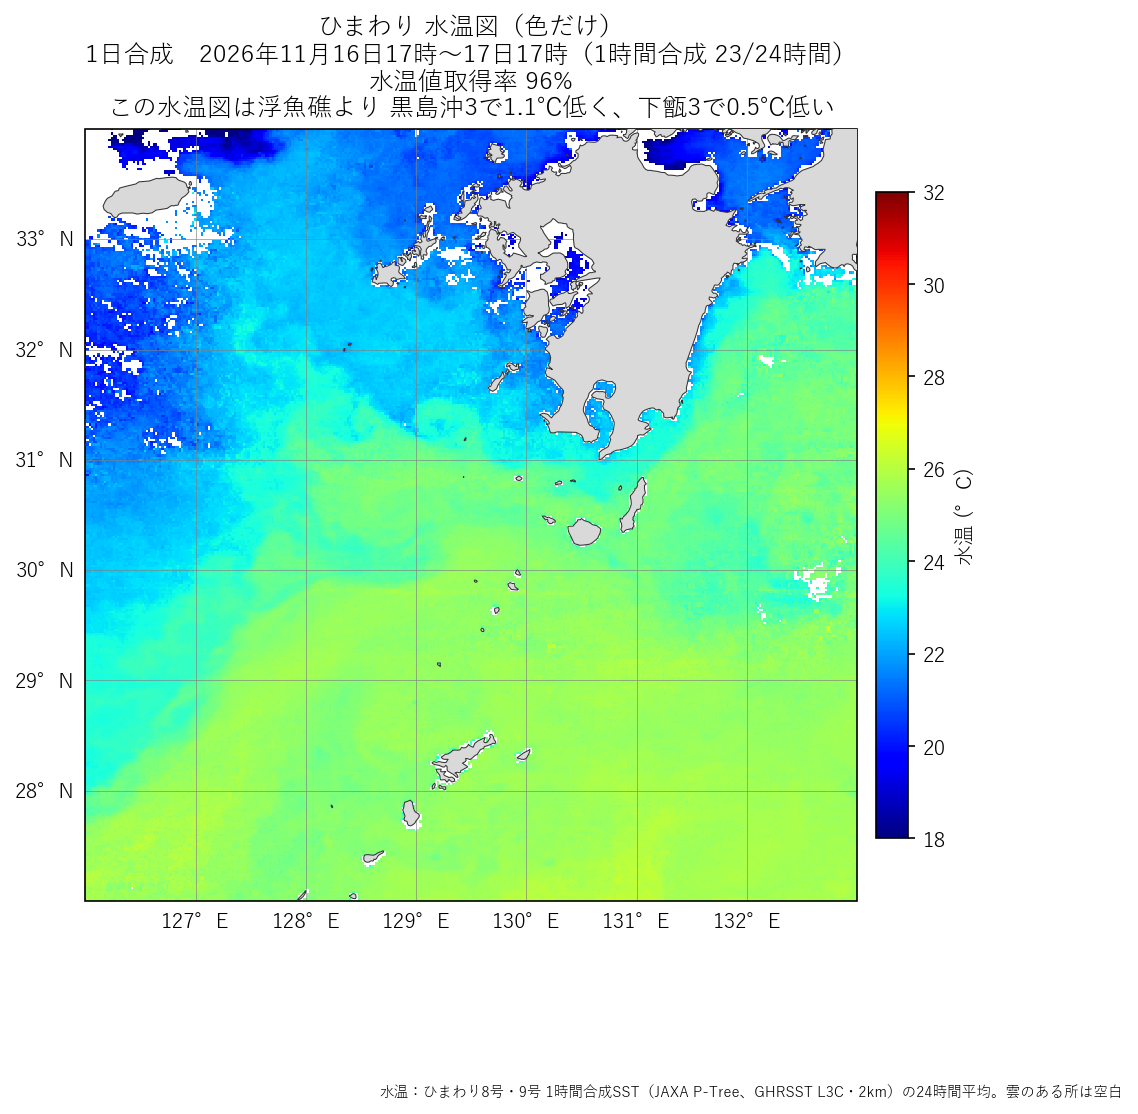 ひまわり 水温図（色だけ）
1日合成　2026年11月16日17時～17日17時（1時間合成 23/24時間）
水温値取得率 96%
この水温図は浮魚礁より 黒島沖3で1.1℃低く、下甑3で0.5℃低い
33° N
32° N
31° N
30° N
29° N
28° N
127° E
128° E
129° E
130° E
131° E
132° E
32
30
28
26
24
22
20
18
水温 (° C)
水温：ひまわり8号・9号 1時間合成SST（JAXA P-Tree、GHRSST L3C・2km）の24時間平均。雲のある所は空白